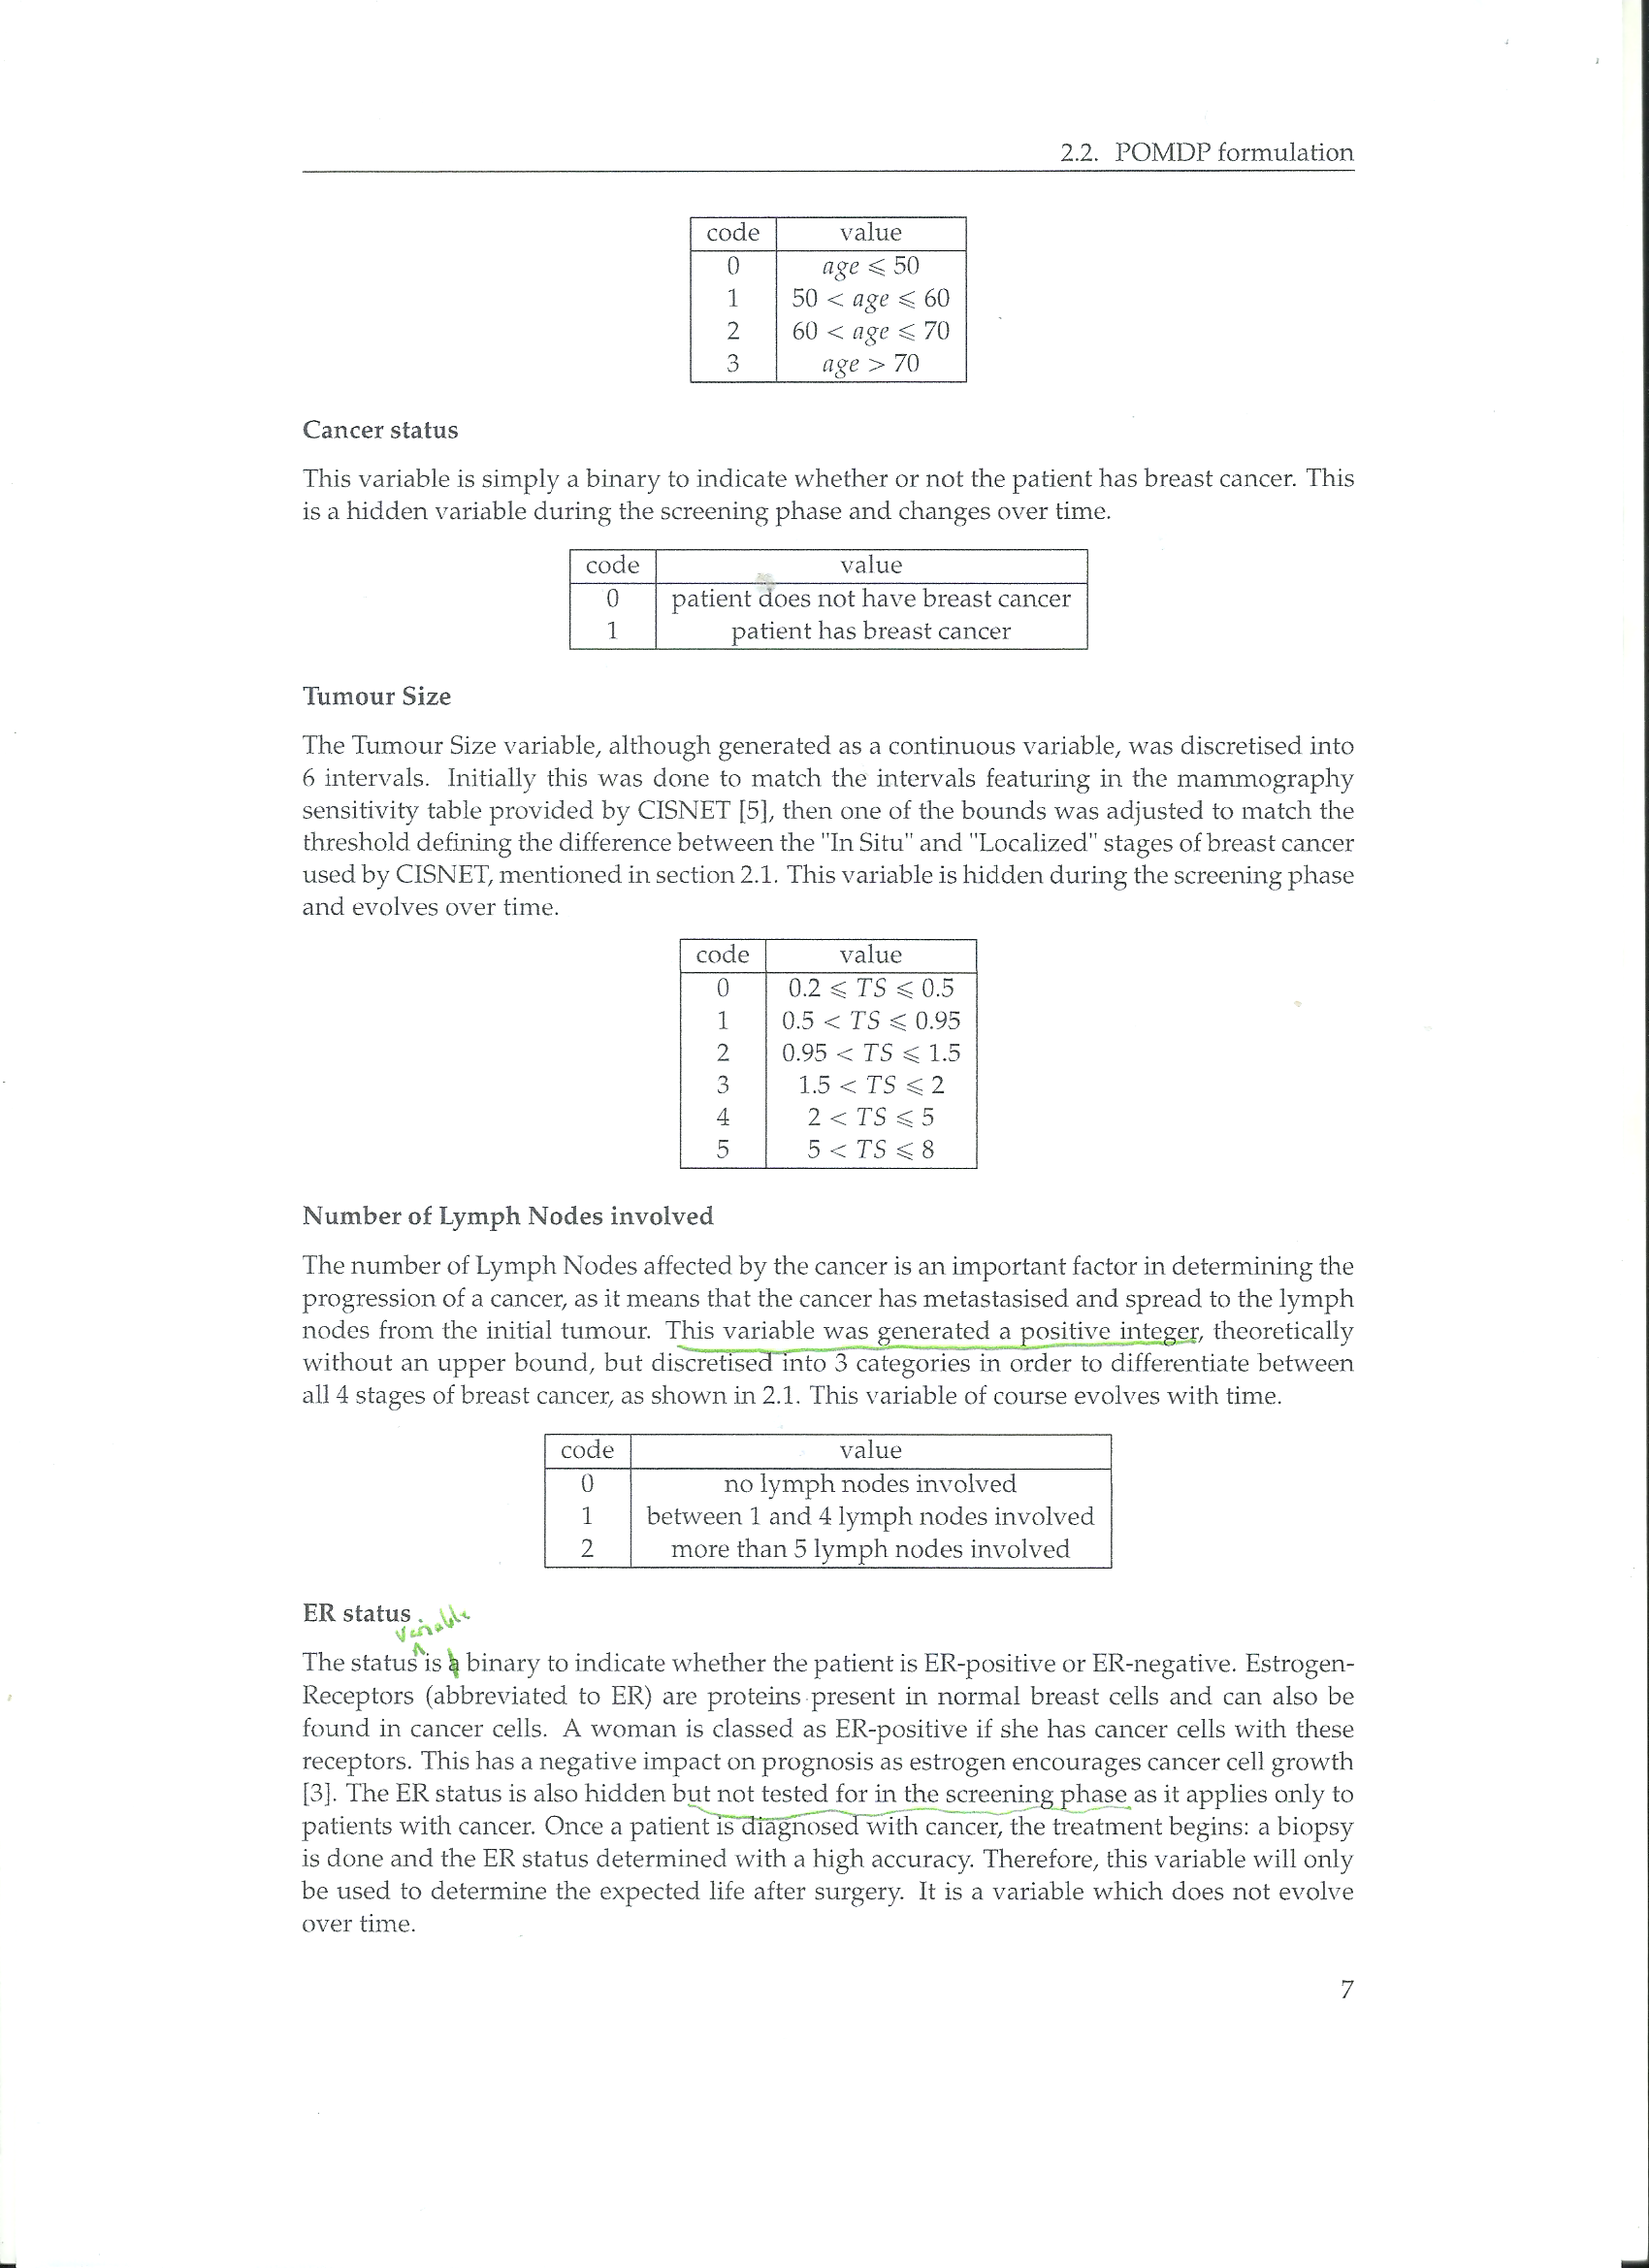 2.2. POMDP formulation
code value
0 age ⩽ 50
1 50 < age ⩽ 60
2 60 < age ⩽ 70
3 age > 70
Cancer status
This variable is simply a binary to indicate whether or not the patient has breast cancer. This
is a hidden variable during the screening phase and changes over time.
code value
0 patient does not have breast cancer
1 patient has breast cancer
Tumour Size
The Tumour Size variable, although generated as a continuous variable, was discretised into
6 intervals. Initially this was done to match the intervals featuring in the mammography
sensitivity table provided by CISNET [5], then one of the bounds was adjusted to match the
threshold defining the difference between the "In Situ" and "Localized" stages of breast cancer
used by CISNET, mentioned in section 2.1. This variable is hidden during the screening phase
and evolves over time.
code value
0 0.2 ⩽ TS ⩽ 0.5
1 0.5 < TS ⩽ 0.95
2 0.95 < TS ⩽ 1.5
3 1.5 < TS ⩽ 2
4 2 < TS ⩽ 5
5 5 < TS ⩽ 8
Number of Lymph Nodes involved
The number of Lymph Nodes affected by the cancer is an important factor in determining the
progression of a cancer, as it means that the cancer has metastasised and spread to the lymph
nodes from the initial tumour. This variable was generated a positive integer, theoretically
without an upper bound, but discretised into 3 categories in order to differentiate between
all 4 stages of breast cancer, as shown in 2.1. This variable of course evolves with time.
code value
0 no lymph nodes involved
1 between 1 and 4 lymph nodes involved
2 more than 5 lymph nodes involved
ER status
variable
The status is a binary to indicate whether the patient is ER-positive or ER-negative. Estrogen-
Receptors (abbreviated to ER) are proteins present in normal breast cells and can also be
found in cancer cells. A woman is classed as ER-positive if she has cancer cells with these
receptors. This has a negative impact on prognosis as estrogen encourages cancer cell growth
[3]. The ER status is also hidden but not tested for in the screening phase as it applies only to
patients with cancer. Once a patient is diagnosed with cancer, the treatment begins: a biopsy
is done and the ER status determined with a high accuracy. Therefore, this variable will only
be used to determine the expected life after surgery. It is a variable which does not evolve
over time.
7